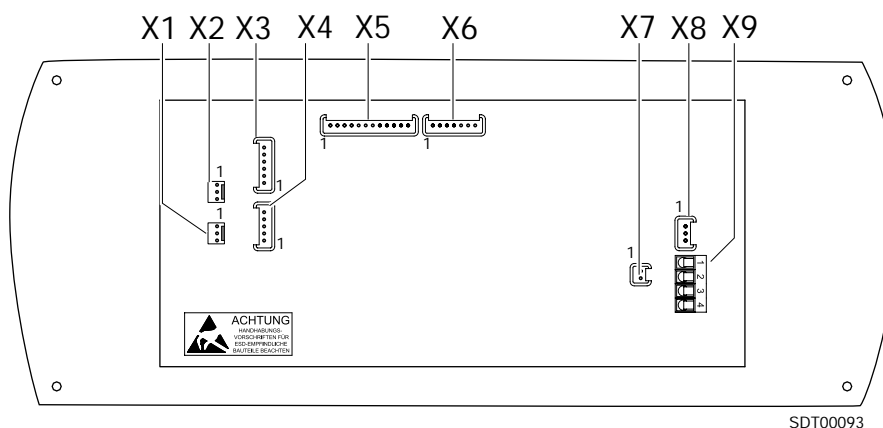 X1 X2 X3 X4 X5 X6 X7 X8 X9
1
1
1
1
1
1
1
1
1
2
3
4
ACHTUNG
HANDHABUNGS-
VORSCHRIFTEN FÜR
ESD-EMPFINDLICHE
BAUTEILE BEACHTEN
SDT00093